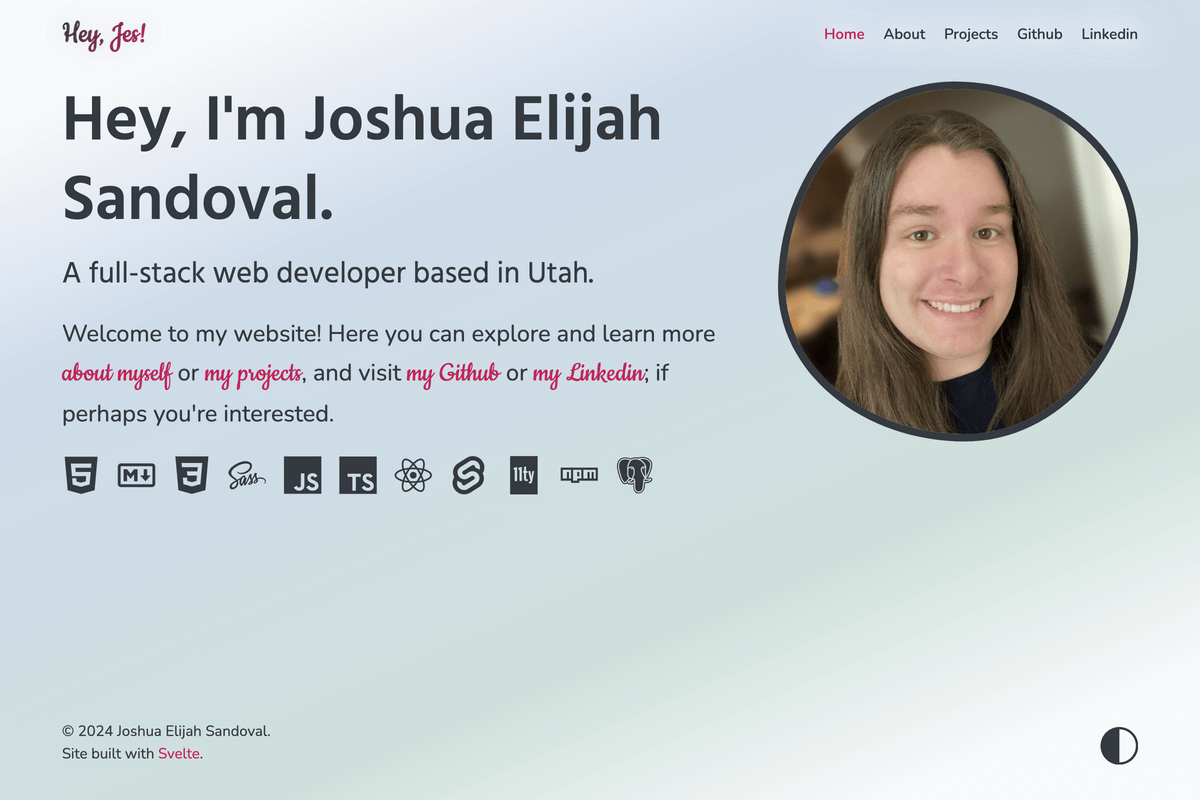 Hey, Jes!
Home About Projects Github Linkedin
Hey, I'm Joshua Elijah
Sandoval.
A full-stack web developer based in Utah.
Welcome to my website! Here you can explore and learn more
about myself or my projects, and visit my Github or my Linkedin; if
perhaps you're interested.
5 M 3 Sass JS TS 11ty npm
© 2024 Joshua Elijah Sandoval.
Site built with Svelte.